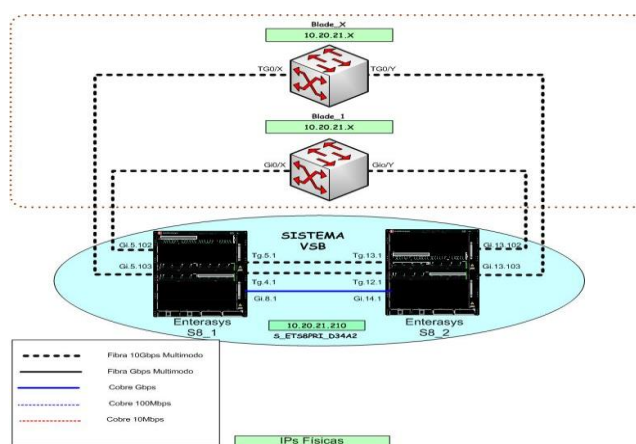 Blade_X
10.20.21.X
TG0/X
TG0/Y
Blade_1
10.20.21.X
Gi0/X
Gio/Y
SISTEMA
VSB
Gi.5.102
Gi.5.103
Tg.5.1
Tg.13.1
Gi.13.102
Gi.13.103
Tg.4.1
Tg.12.1
Gi.8.1
Gi.14.1
Enterasys
S8_1
10.20.21.210
S_ETS8PRI_D34A2
Enterasys
S8_2
Fibra 10Gbps Multimodo
Fibra Gbps Multimodo
Cobre Gbps
Cobre 100Mbps
Cobre 10Mbps
IPs Físicas